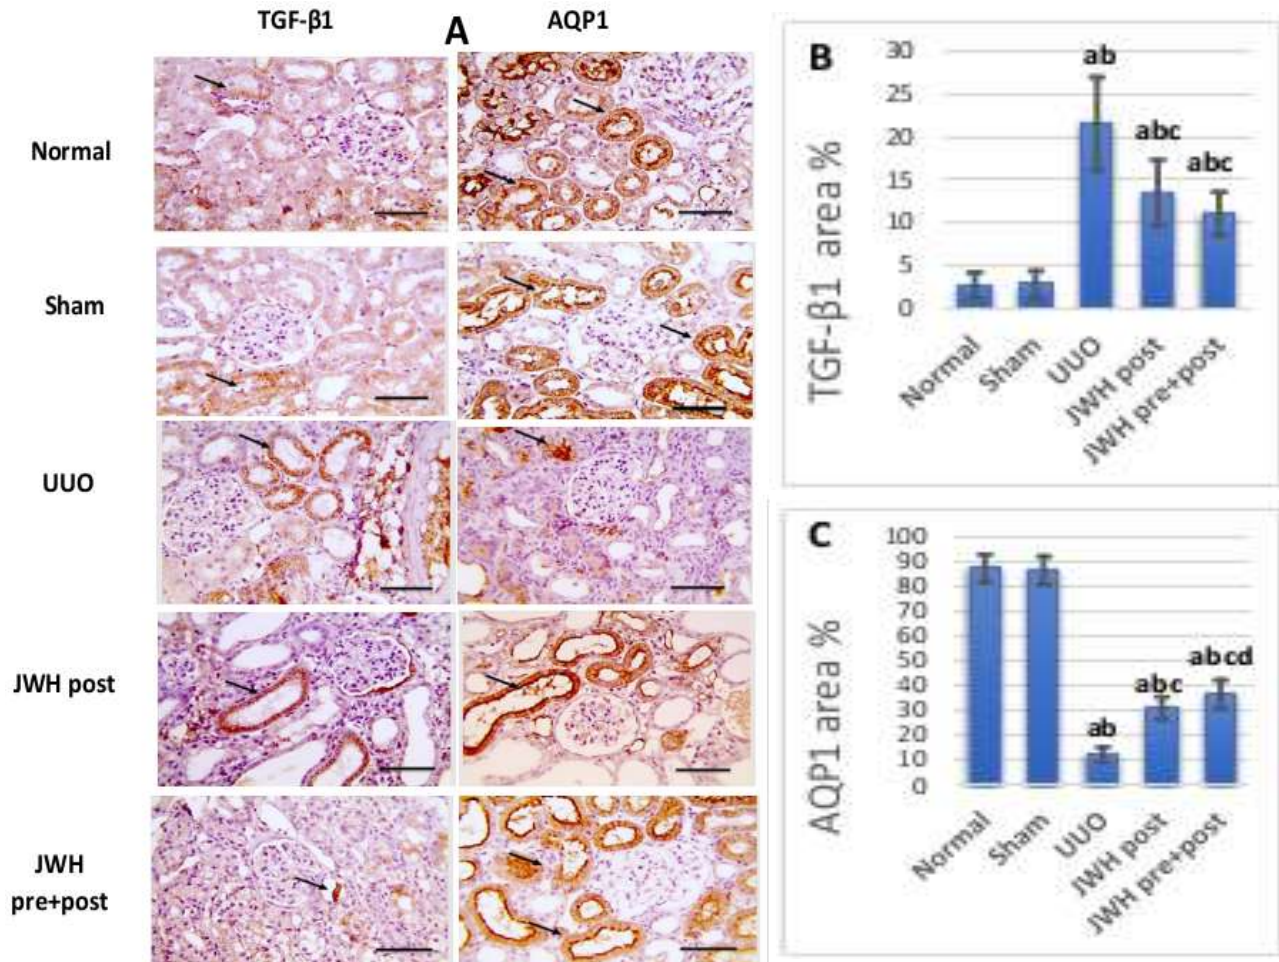 TGF-β1
A
AQP1
Normal
Sham
UUO
JWH post
JWH
pre+post
B
TGF-β1 area %
30
25
20
15
10
5
0
ab
abc
abc
Normal
Sham
UUO
JWH post
JWH pre+post
C
AQP1 area %
100
90
80
70
60
50
40
30
20
10
0
ab
abc
abcd
Normal
Sham
UUO
JWH post
JWH pre+post